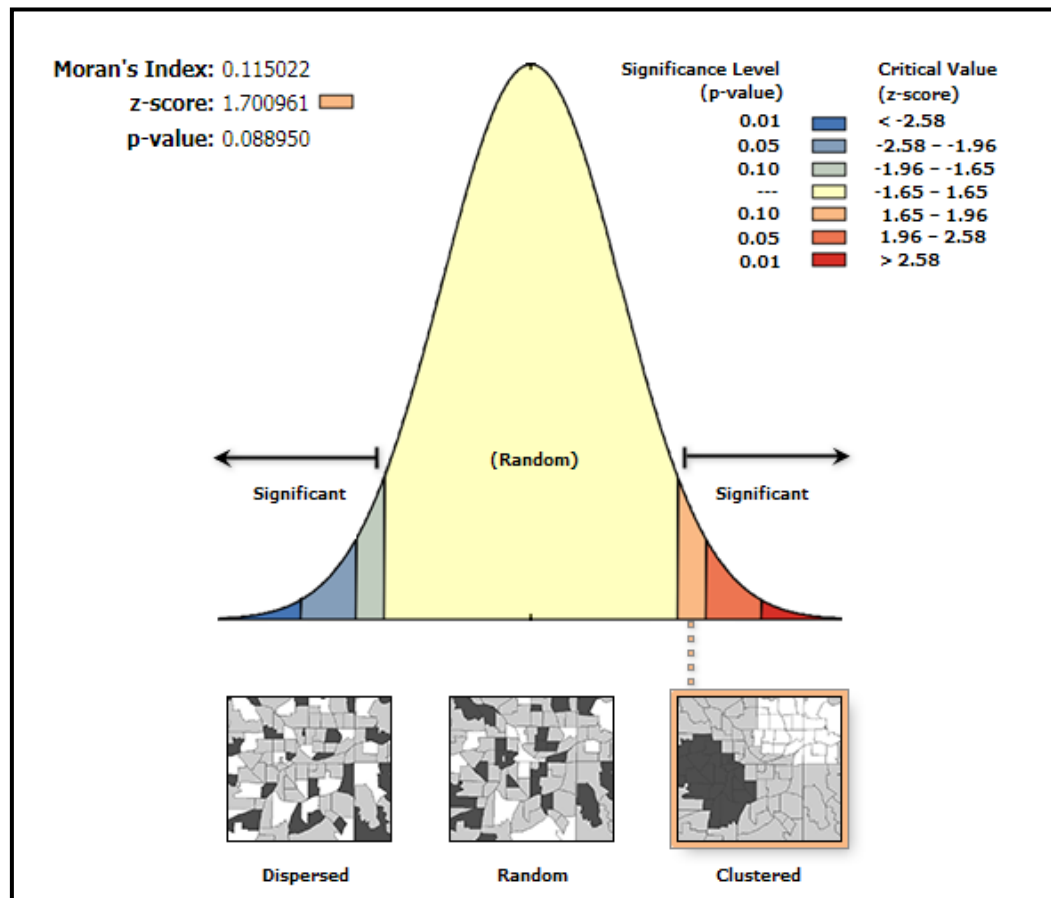 Moran's Index: 0.115022
z-score: 1.700961
p-value: 0.088950
Significance Level
(p-value)
Critical Value
(z-score)
0.01 < -2.58
0.05 -2.58 – -1.96
0.10 -1.96 – -1.65
--- -1.65 – 1.65
0.10 1.65 – 1.96
0.05 1.96 – 2.58
0.01 > 2.58
(Random)
Significant
Significant
Dispersed
Random
Clustered